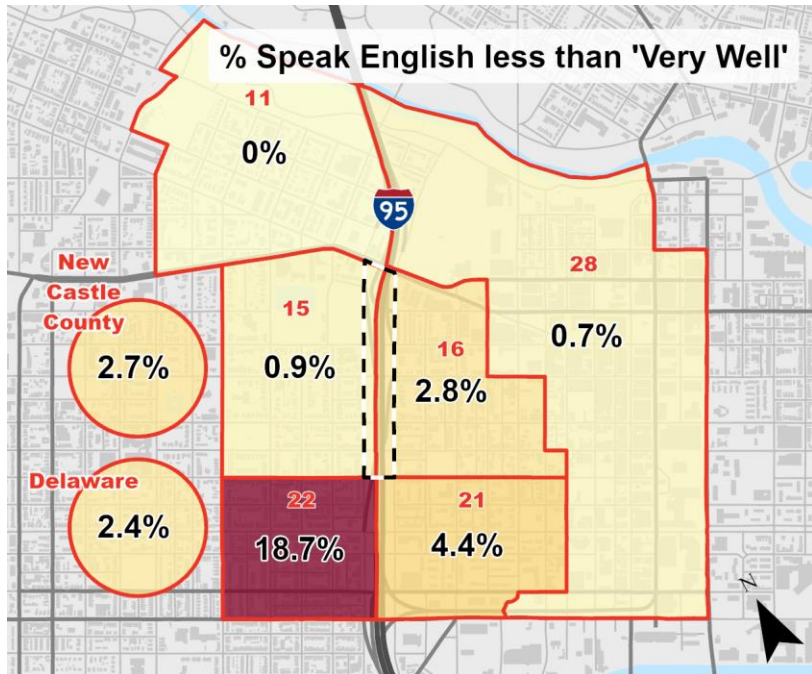 % Speak English less than 'Very Well'
11
0%
95
New
Castle
County
2.7%
28
0.7%
15
0.9%
16
2.8%
Delaware
2.4%
22
18.7%
21
4.4%
N